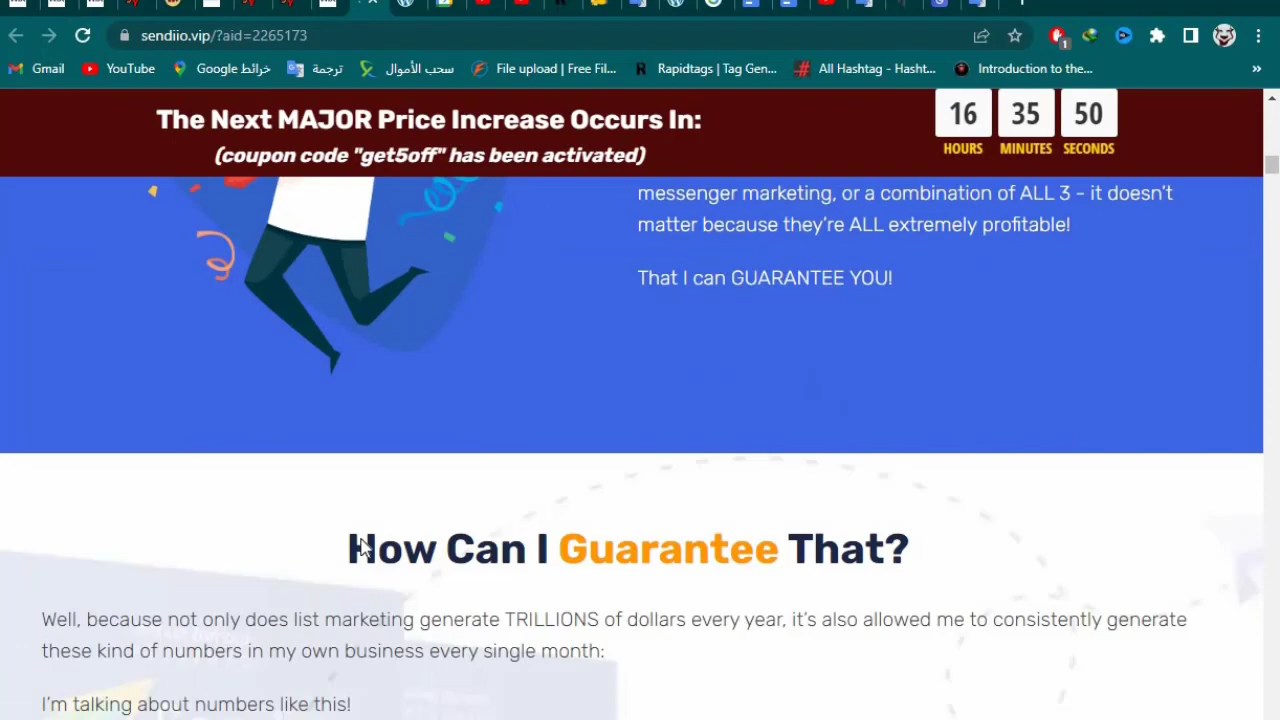 sendiio.vip/?aid=2265173
1
Gmail
YouTube
خرائط Google
ترجمة
سحب الأموال
File upload | Free Fil...
Rapidtags | Tag Gen...
All Hashtag - Hasht...
Introduction to the...
»
The Next MAJOR Price Increase Occurs In:
(coupon code "get5off" has been activated)
16 35 50
HOURS MINUTES SECONDS
messenger marketing, or a combination of ALL 3 - it doesn't
matter because they're ALL extremely profitable!
That I can GUARANTEE YOU!
How Can I Guarantee That?
Well, because not only does list marketing generate TRILLIONS of dollars every year, it's also allowed me to consistently generate
these kind of numbers in my own business every single month:
I'm talking about numbers like this!